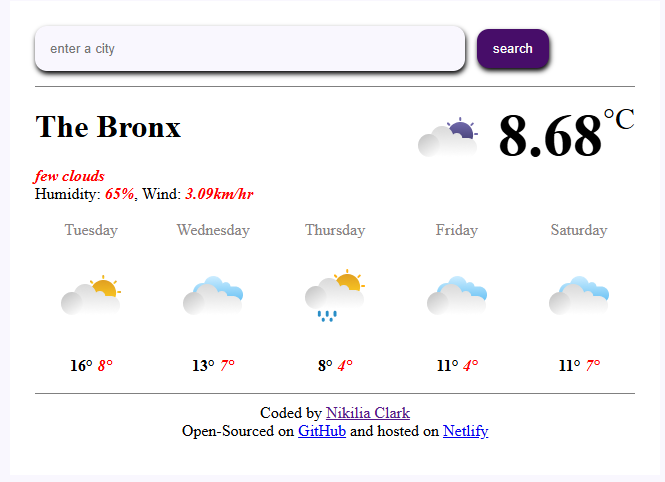 enter a city
search
The Bronx
8.68°C
few clouds
Humidity: 65%, Wind: 3.09km/hr
Tuesday Wednesday Thursday Friday Saturday
16° 8° 13° 7° 8° 4° 11° 4° 11° 7°
Coded by Nikilia Clark
Open-Sourced on GitHub and hosted on Netlify